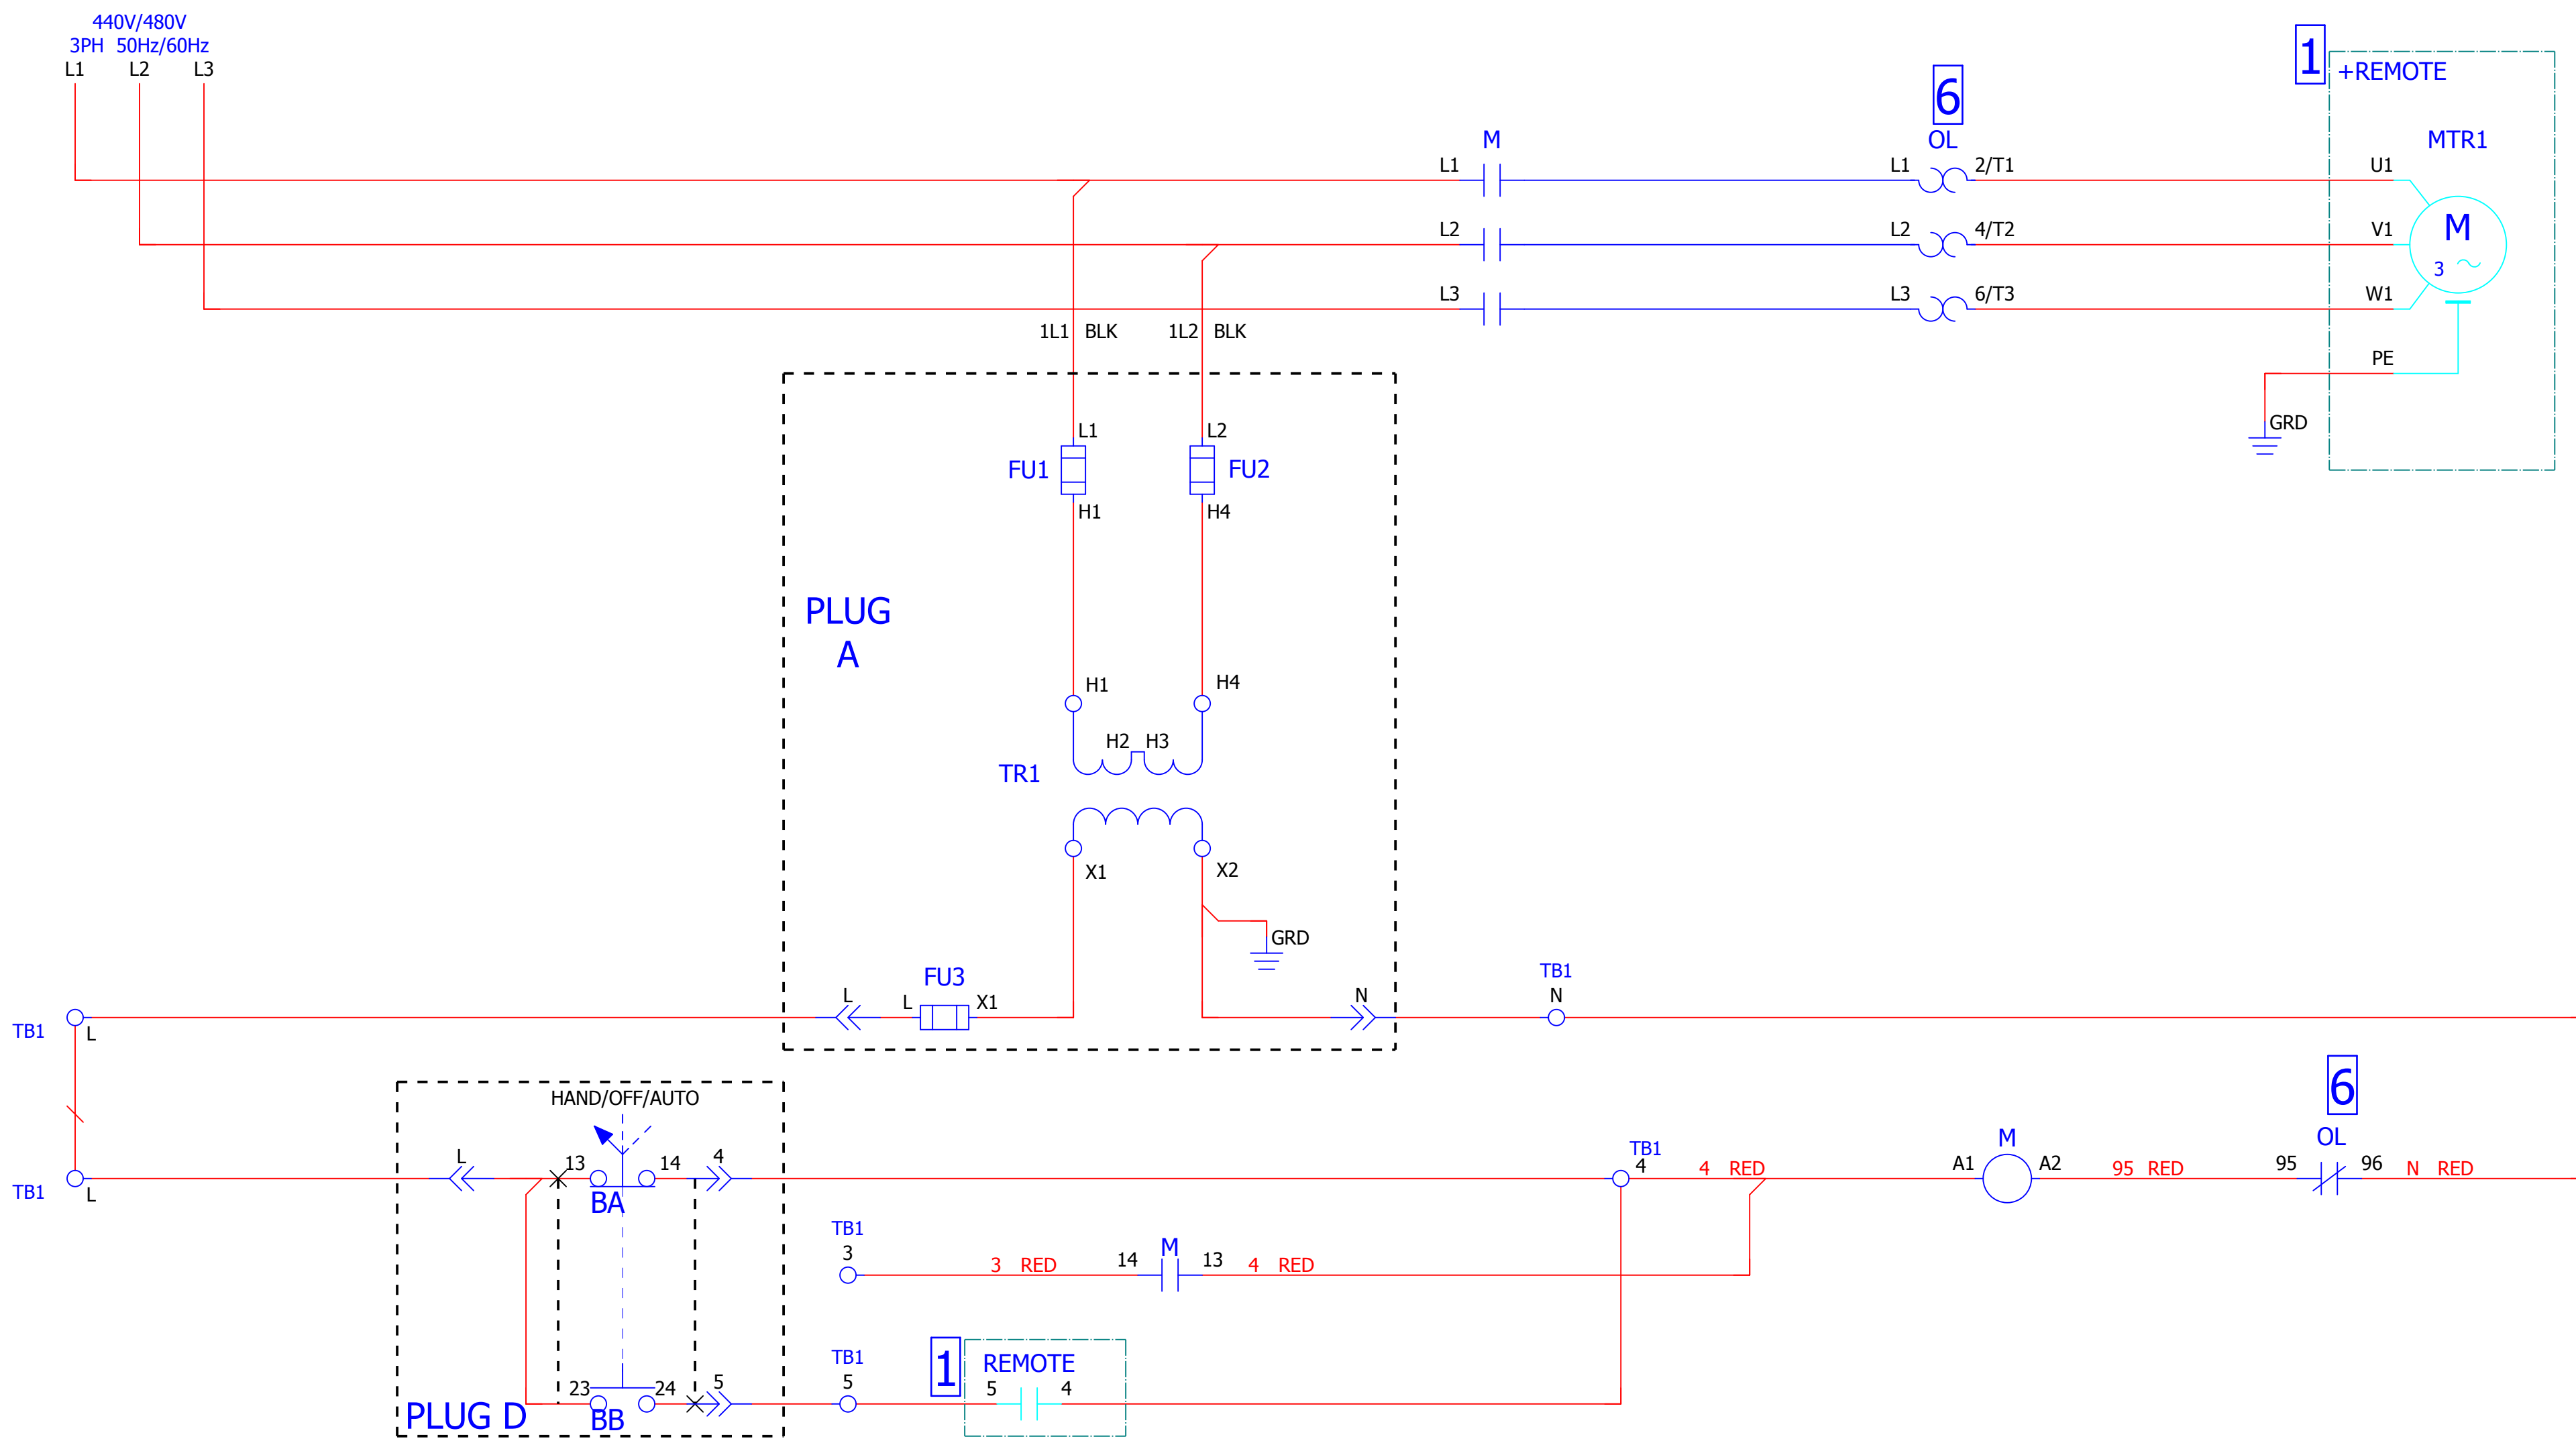 440V/480V
3PH 50Hz/60Hz
L1 L2 L3
1
+REMOTE
6
M
OL
MTR1
L1 L1 2/T1 U1
L2 L2 4/T2 V1
M
3
L3 L3 6/T3 W1
1L1 BLK 1L2 BLK
PE
GRD
L1 L2
FU1 FU2
H1 H4
PLUG
A
H1 H4
H2 H3
TR1
X1 X2
GRD
FU3
L L X1 N
TB1
N
TB1
L
6
HAND/OFF/AUTO
TB1
L
L 13 14 4
BA
TB1
4
4 RED
M
A1 A2
95 RED
OL
95 96
N RED
TB1
3
3 RED
M
14 13
4 RED
TB1
5
1
REMOTE
5 4
23 24 5
BB
PLUG D